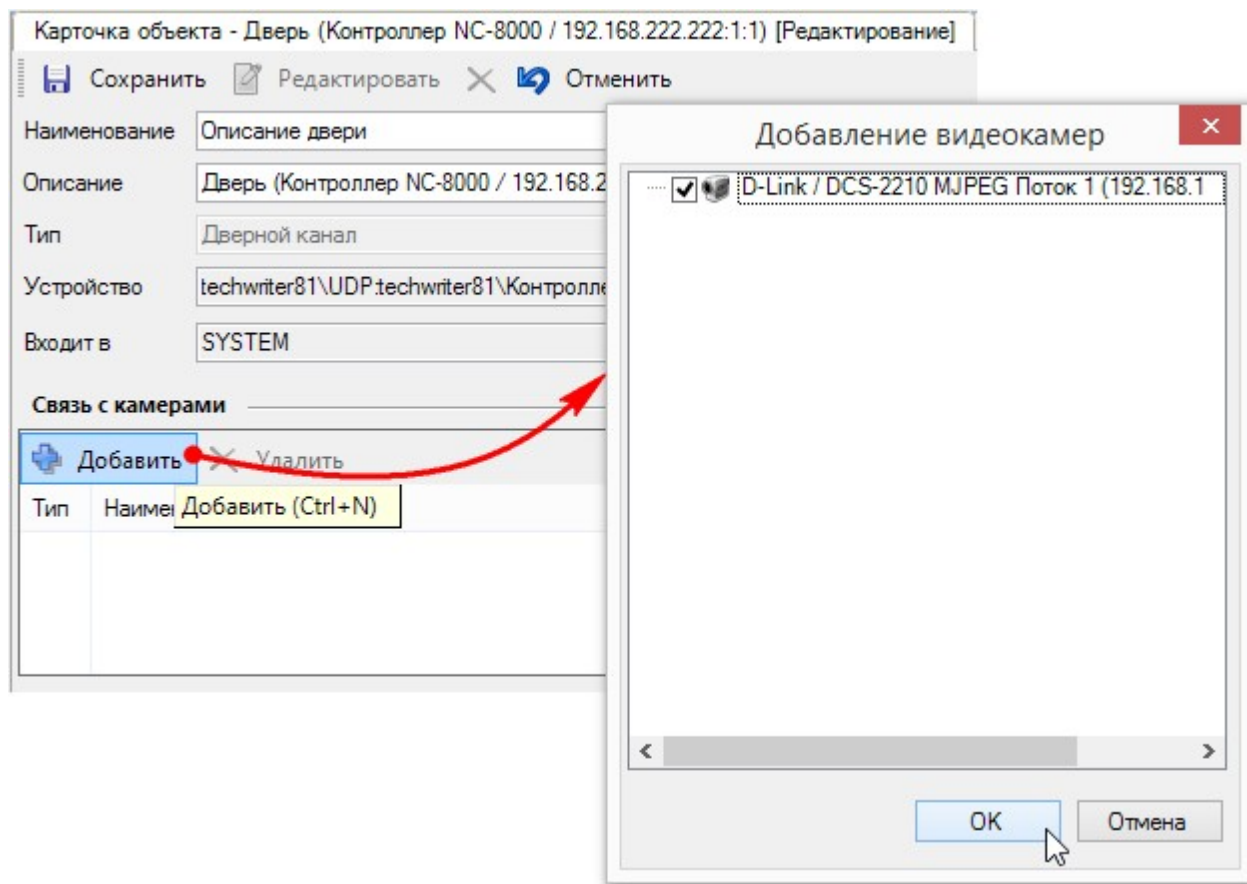 Карточка объекта - Дверь (Контроллер NC-8000 / 192.168.222.222:1:1) [Редактирование]
Сохранить Редактировать Отменить
Наименование Описание двери
Описание Дверь (Контроллер NC-8000 / 192.168.2
Тип Дверной канал
Устройство techwriter81\UDP:techwriter81\Контролле
Входит в SYSTEM
Связь с камерами
Добавить Удалить
Тип Наимен
Добавить (Ctrl+N)
Добавление видеокамер
D-Link / DCS-2210 MJPEG Поток 1 (192.168.1
OK Отмена